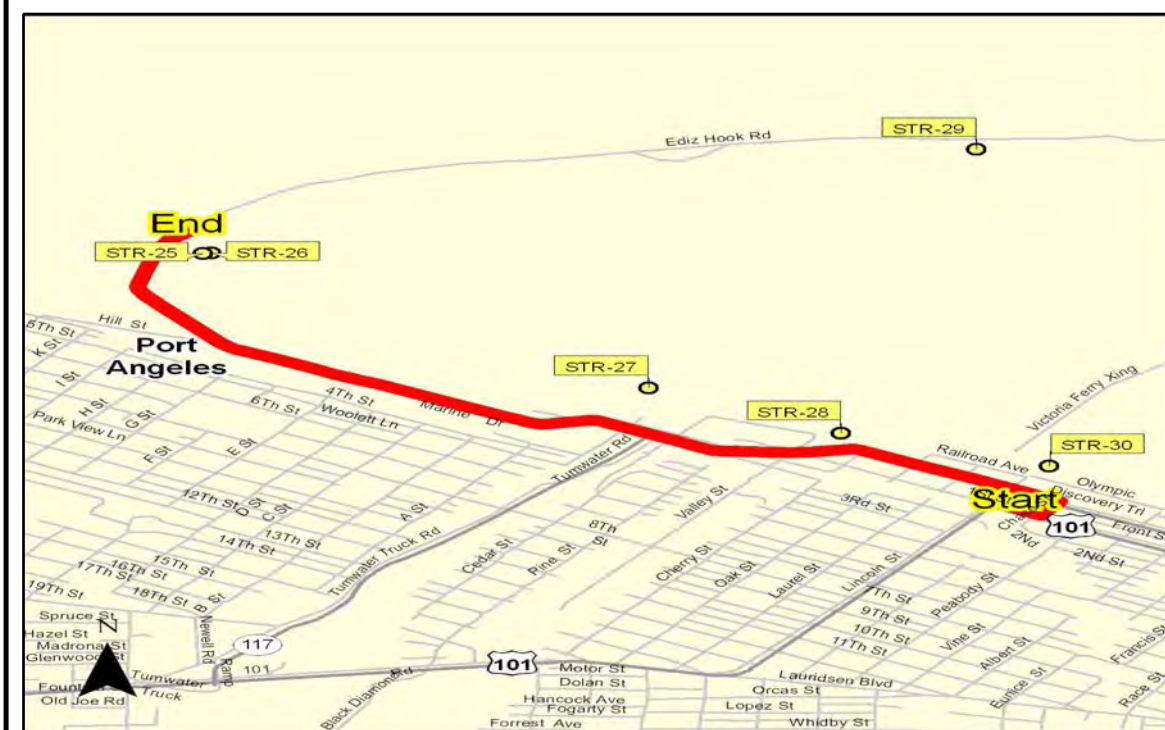 STR-29
Ediz Hook Rd
End
STR-25
STR-26
Hill St
5Th St
K St
Port
Angeles
I St
H St
G St
Park View Ln
F St
E St
4Th St
6Th St
Woolett Ln
Marine Dr
STR-27
STR-28
Victoria Ferry Xing
STR-30
Railroad Ave
Olympic
Discovery Trl
Start
101
Front St
2Nd
2Nd St
Tumwater Rd
Valley St
3Rd St
12Th St
D St
C St
A St
13Th St
14Th St
8Th
St
Cedar St
Pine St
Cherry St
Oak St
Laurel St
Lincoln St
Tumwater Truck Rd
15Th St
16Th St
17Th St
18Th St
19Th St
B St
7Th St
9Th St
10Th St
11Th St
Peabody St
Vine St
Albert St
Francis St
Spruce St
Hazel St
N
Madrona St
Glenwood St
Newell Rd
Ramp
117
101
101
Tumwater
Truck
Old Joe Rd
Black Diamond Rd
Motor St
Dolan St
Hancock Ave
Fogarty St
Forrest Ave
Lauridsen Blvd
Orcas St
Lopez St
Whidby St
Eunice St
Race St